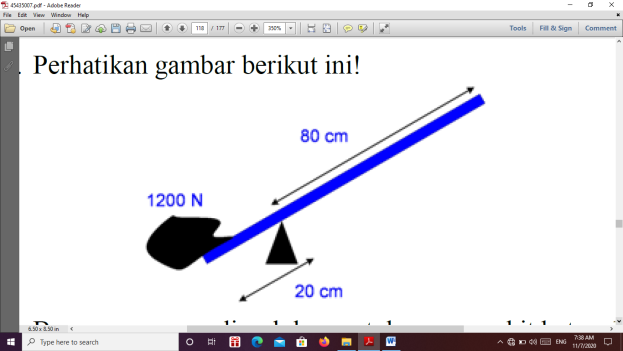 45435007.pdf - Adobe Reader
File Edit View Window Help
Open
118 / 177
350%
Tools Fill & Sign Comment
. Perhatikan gambar berikut ini!
80 cm
1200 N
20 cm
6.50 x 8.50 in
Type here to search
ENG
7:38 AM
11/7/2020